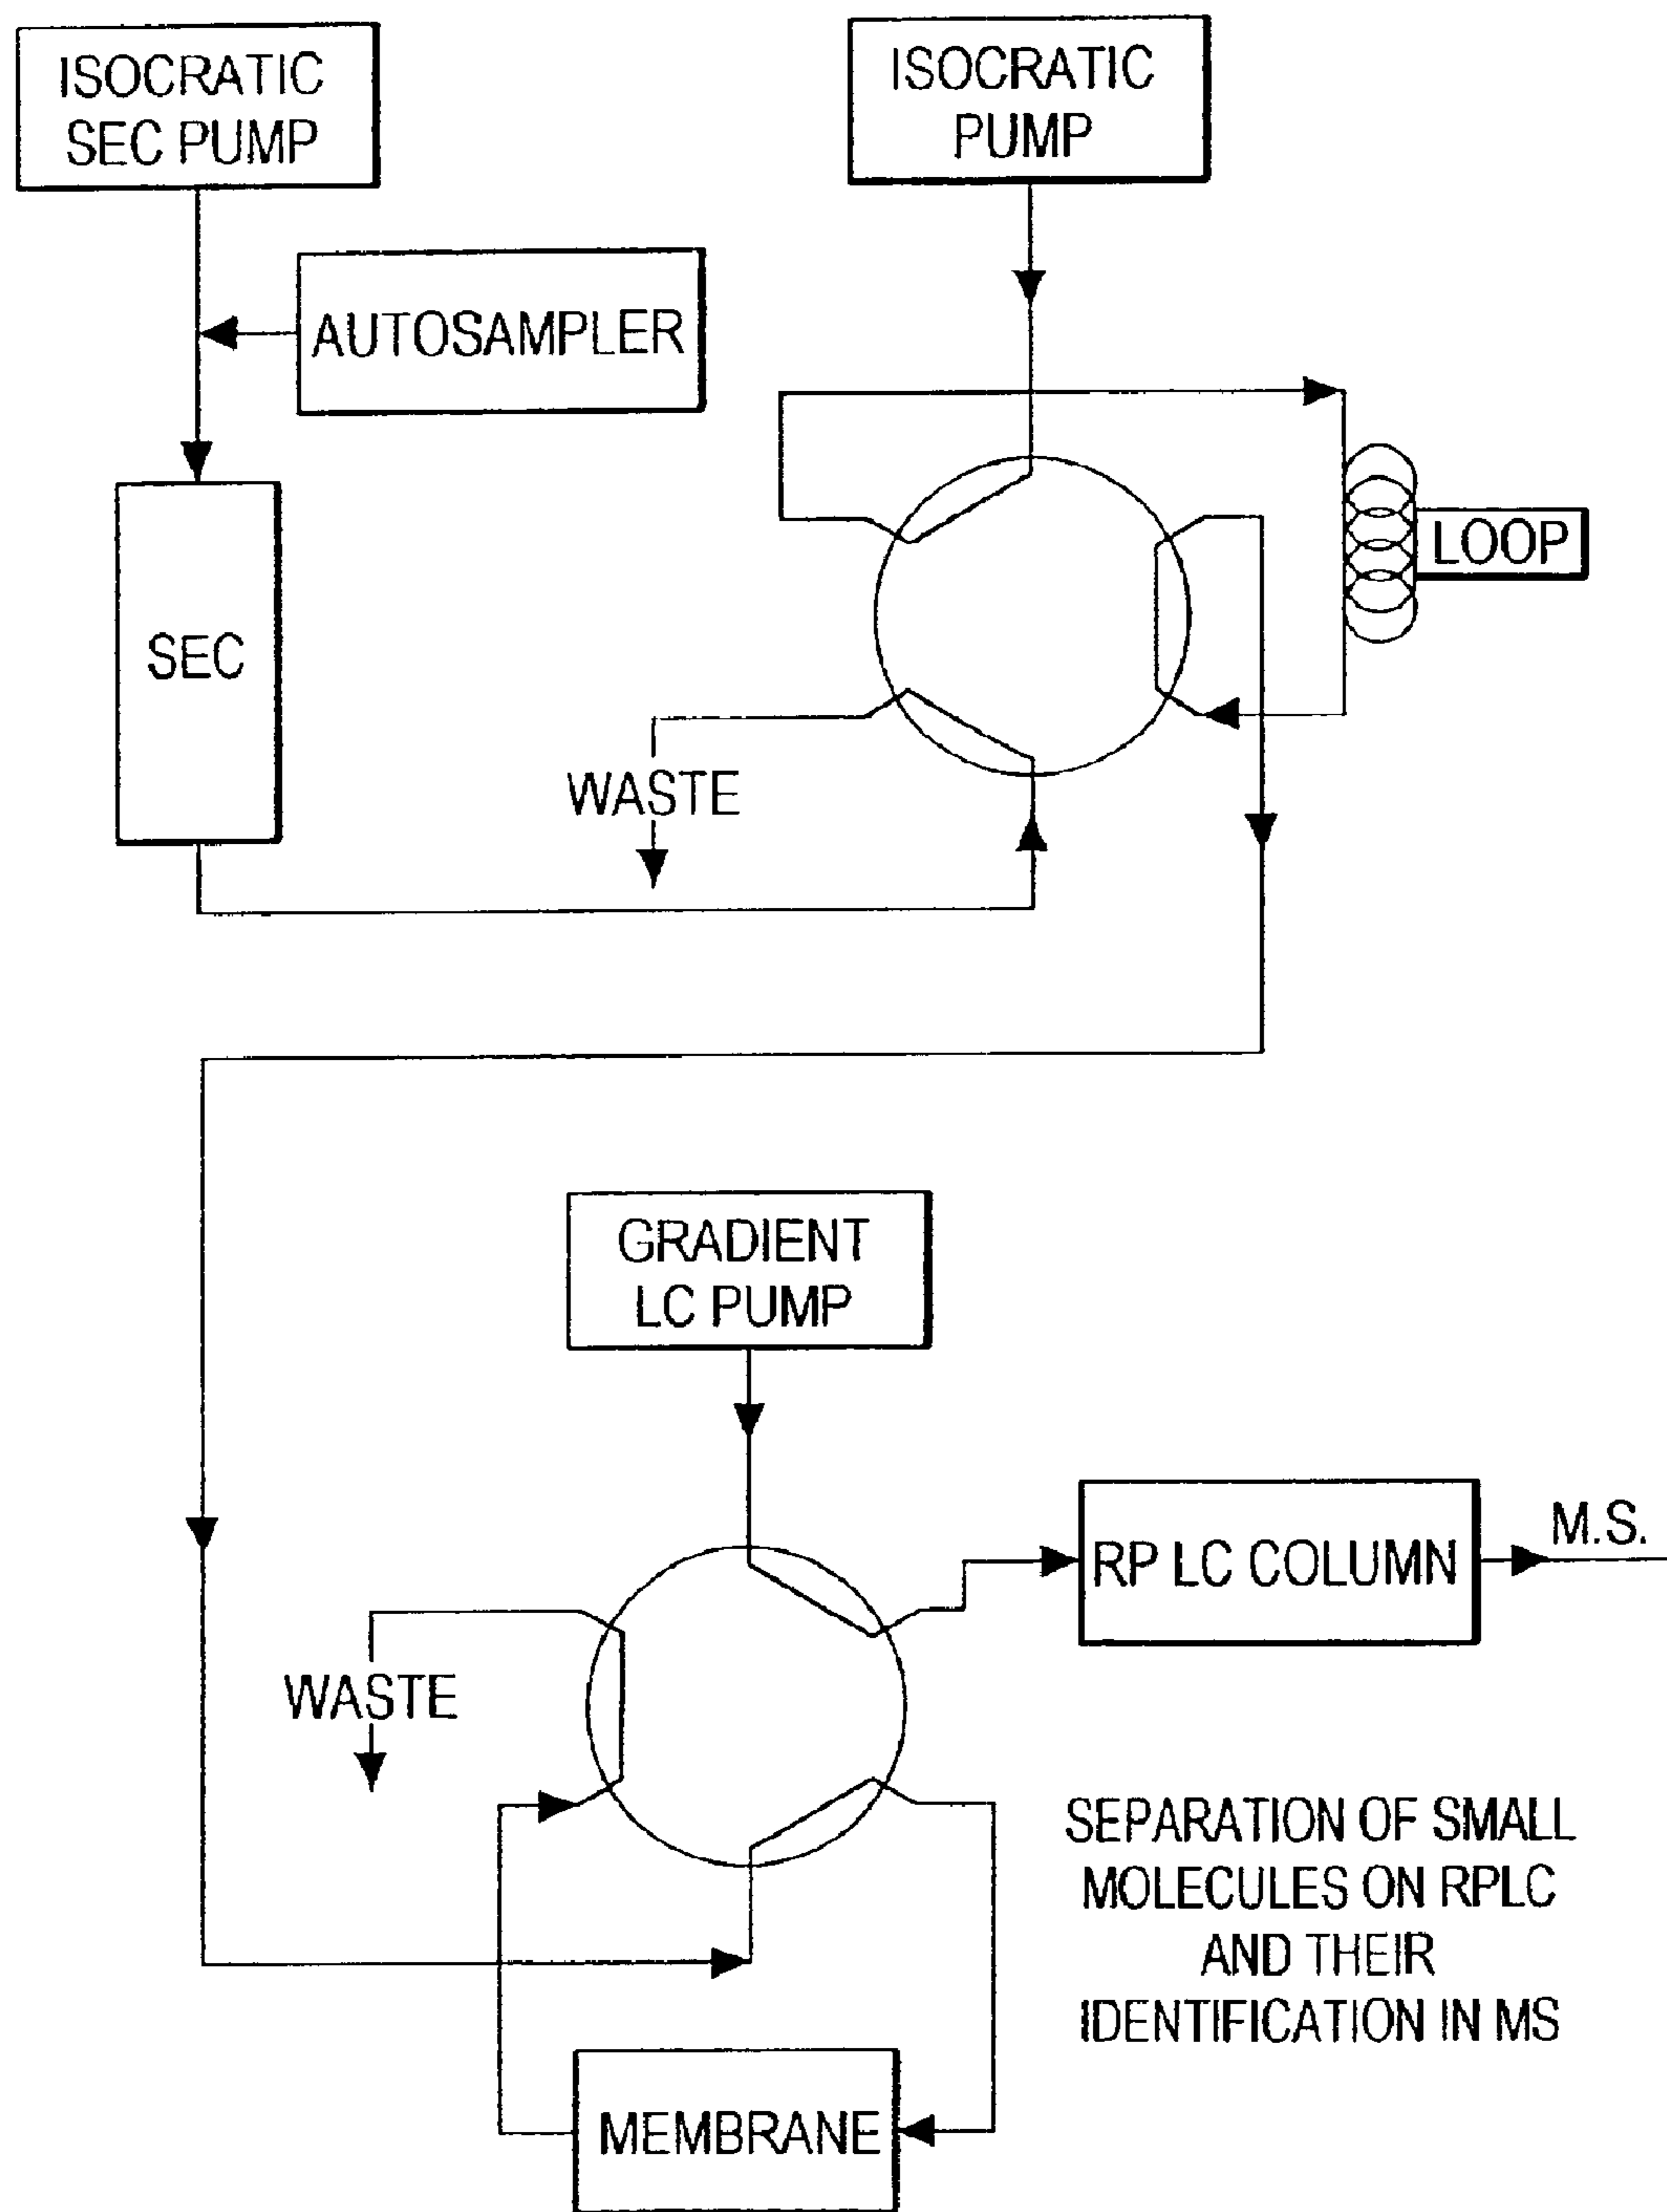 ISOCRATIC
SEC PUMP
ISOCRATIC
PUMP
AUTOSAMPLER
SEC
LOOP
WASTE
GRADIENT
LC PUMP
RP LC COLUMN
M.S.
WASTE
SEPARATION OF SMALL
MOLECULES ON RPLC
AND THEIR
IDENTIFICATION IN MS
MEMBRANE